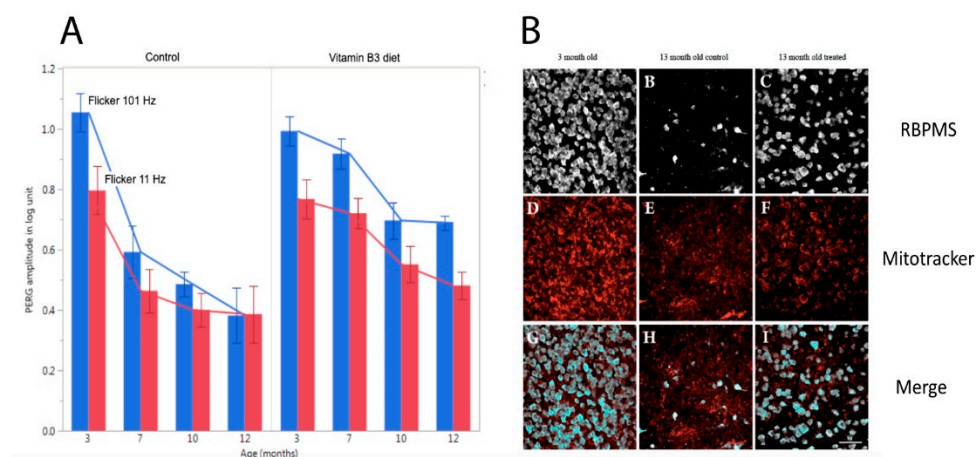 A
Control
Vitamin B3 diet
1.2
1.0
0.8
0.6
0.4
0.2
0.0
PERG amplitude in log unit
Flicker 101 Hz
Flicker 11 Hz
3 7 10 12 3 7 10 12
Age (months)
B
3 month old 13 month old control 13 month old treated
A B C
RBPMS
D E F
Mitotracker
G H I
Merge